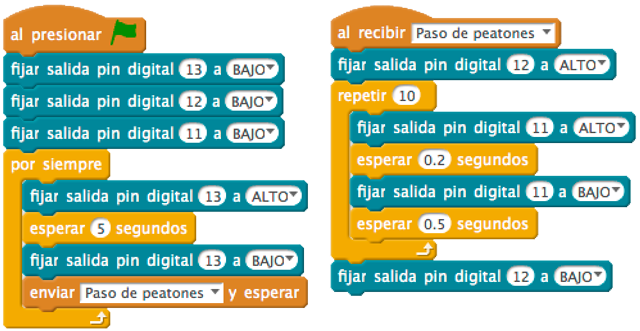 al presionar
fijar salida pin digital 13 a BAJO
fijar salida pin digital 12 a BAJO
fijar salida pin digital 11 a BAJO
por siempre
fijar salida pin digital 13 a ALTO
esperar 5 segundos
fijar salida pin digital 13 a BAJO
enviar Paso de peatones y esperar
al recibir Paso de peatones
fijar salida pin digital 12 a ALTO
repetir 10
fijar salida pin digital 11 a ALTO
esperar 0.2 segundos
fijar salida pin digital 11 a BAJO
esperar 0.5 segundos
fijar salida pin digital 12 a BAJO